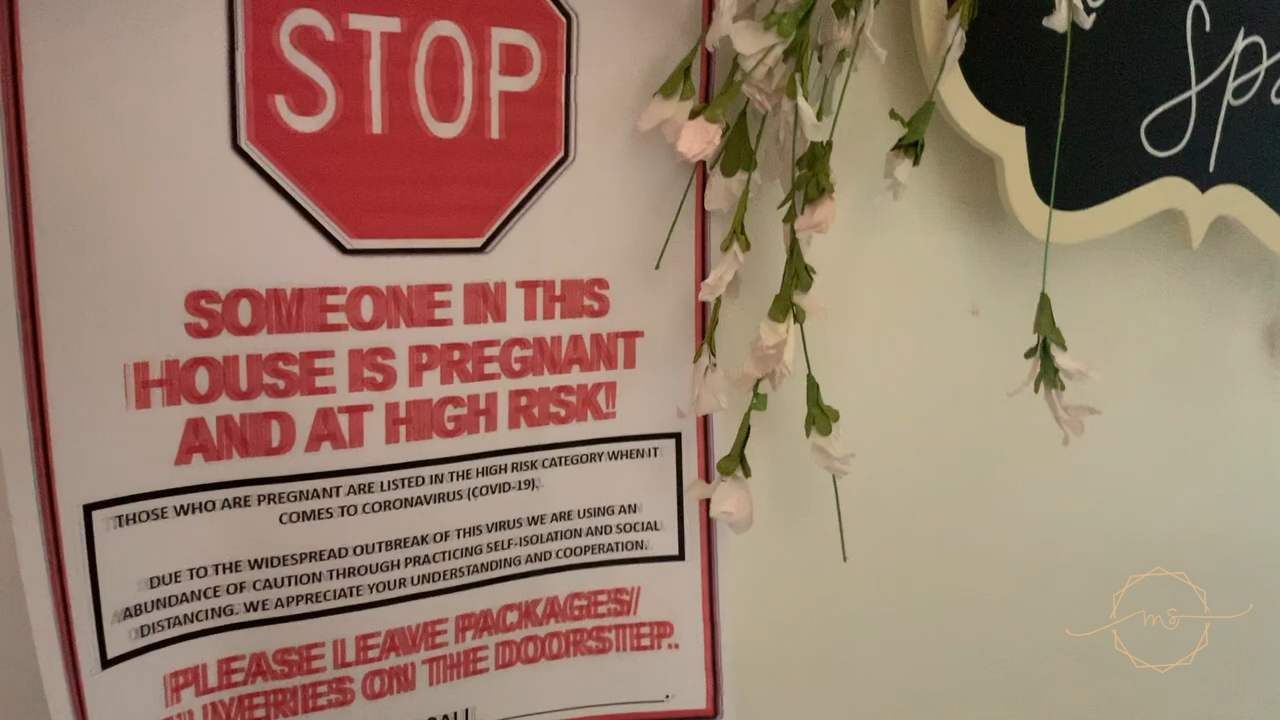 STOP
SOMEONE IN THIS
HOUSE IS PREGNANT
AND AT HIGH RISK!
THOSE WHO ARE PREGNANT ARE LISTED IN THE HIGH RISK CATEGORY WHEN IT
COMES TO CORONAVIRUS (COVID-19).
DUE TO THE WIDESPREAD OUTBREAK OF THIS VIRUS WE ARE USING AN
ABUNDANCE OF CAUTION THROUGH PRACTICING SELF-ISOLATION AND SOCIAL
DISTANCING. WE APPRECIATE YOUR UNDERSTANDING AND COOPERATION.
PLEASE LEAVE PACKAGES/
ON THE DOORSTEP.
ms